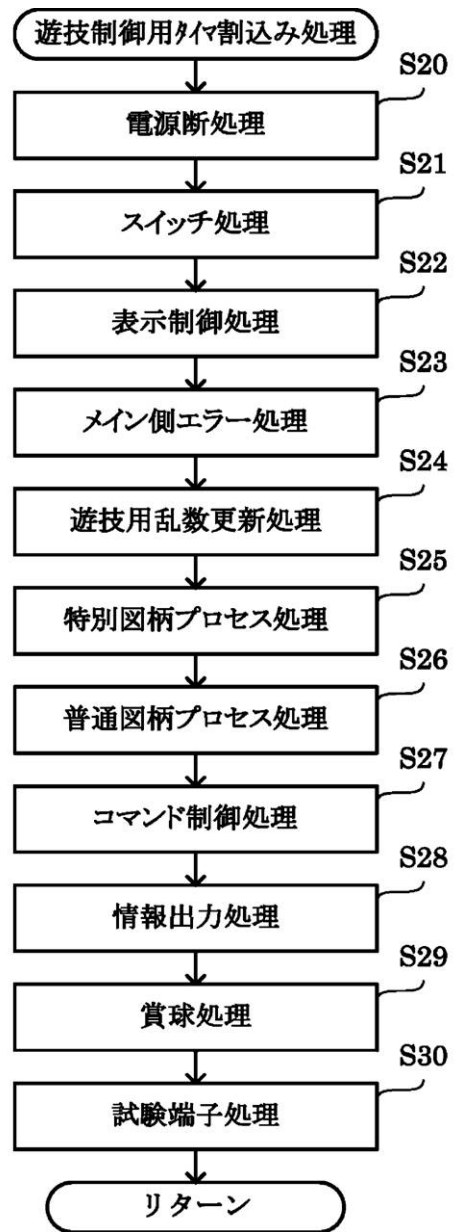 遊技制御用タイマ割込み処理
S20
電源断処理
S21
スイッチ処理
S22
表示制御処理
S23
メイン側エラー処理
S24
遊技用乱数更新処理
S25
特別図柄プロセス処理
S26
普通図柄プロセス処理
S27
コマンド制御処理
S28
情報出力処理
S29
賞球処理
S30
試験端子処理
リターン